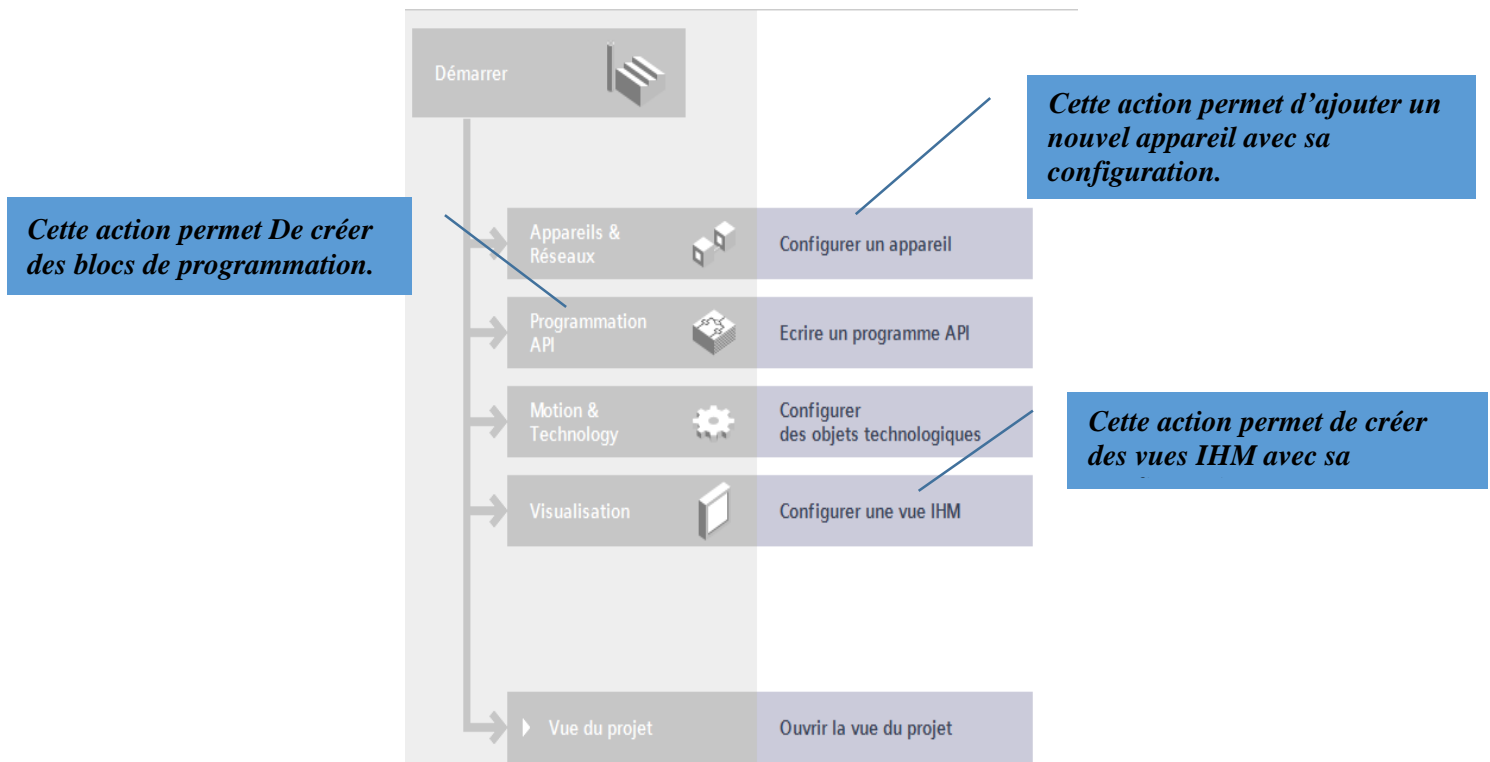 Démarrer
Cette action permet d’ajouter un
nouvel appareil avec sa
configuration.
Cette action permet De créer
des blocs de programmation.
Appareils &
Réseaux
Configurer un appareil
Programmation
API
Ecrire un programme API
Motion &
Technology
Configurer
des objets technologiques
Cette action permet de créer
des vues IHM avec sa
Visualisation
Configurer une vue IHM
Vue du projet
Ouvrir la vue du projet